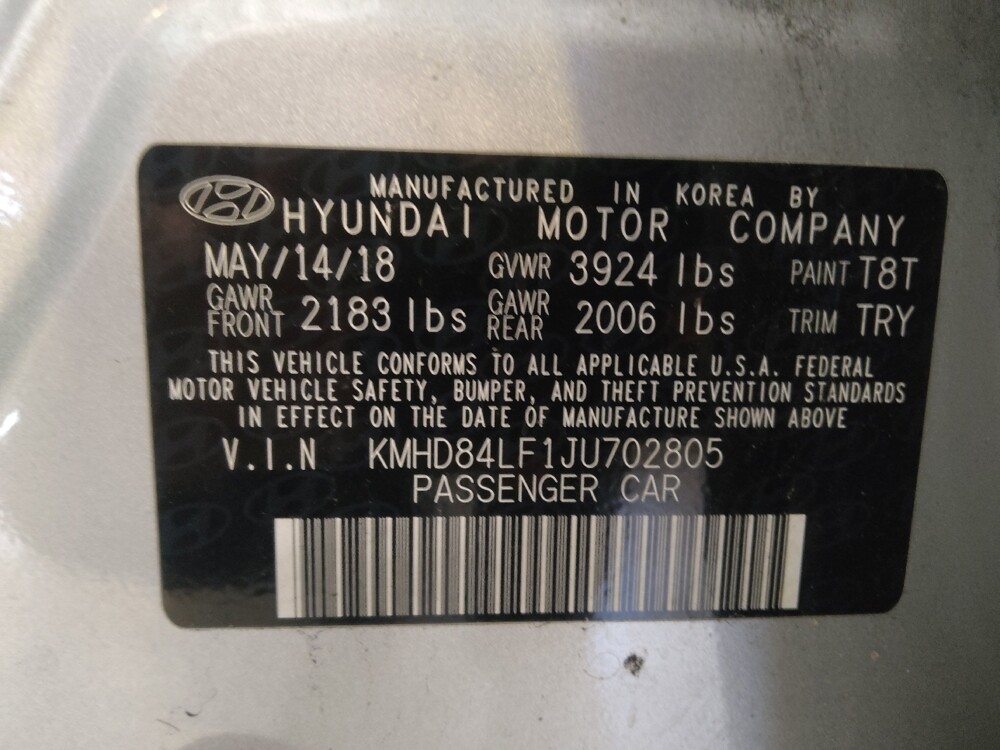 MANUFACTURED IN KOREA BY
HYUNDAI MOTOR COMPANY
MAY/14/18 GVWR 3924 lbs PAINT T8T
GAWR FRONT 2183 lbs GAWR REAR 2006 lbs TRIM TRY
THIS VEHICLE CONFORMS TO ALL APPLICABLE U.S.A. FEDERAL
MOTOR VEHICLE SAFETY, BUMPER, AND THEFT PREVENTION STANDARDS
IN EFFECT ON THE DATE OF MANUFACTURE SHOWN ABOVE
V.I.N KMHD84LF1JU702805
PASSENGER CAR